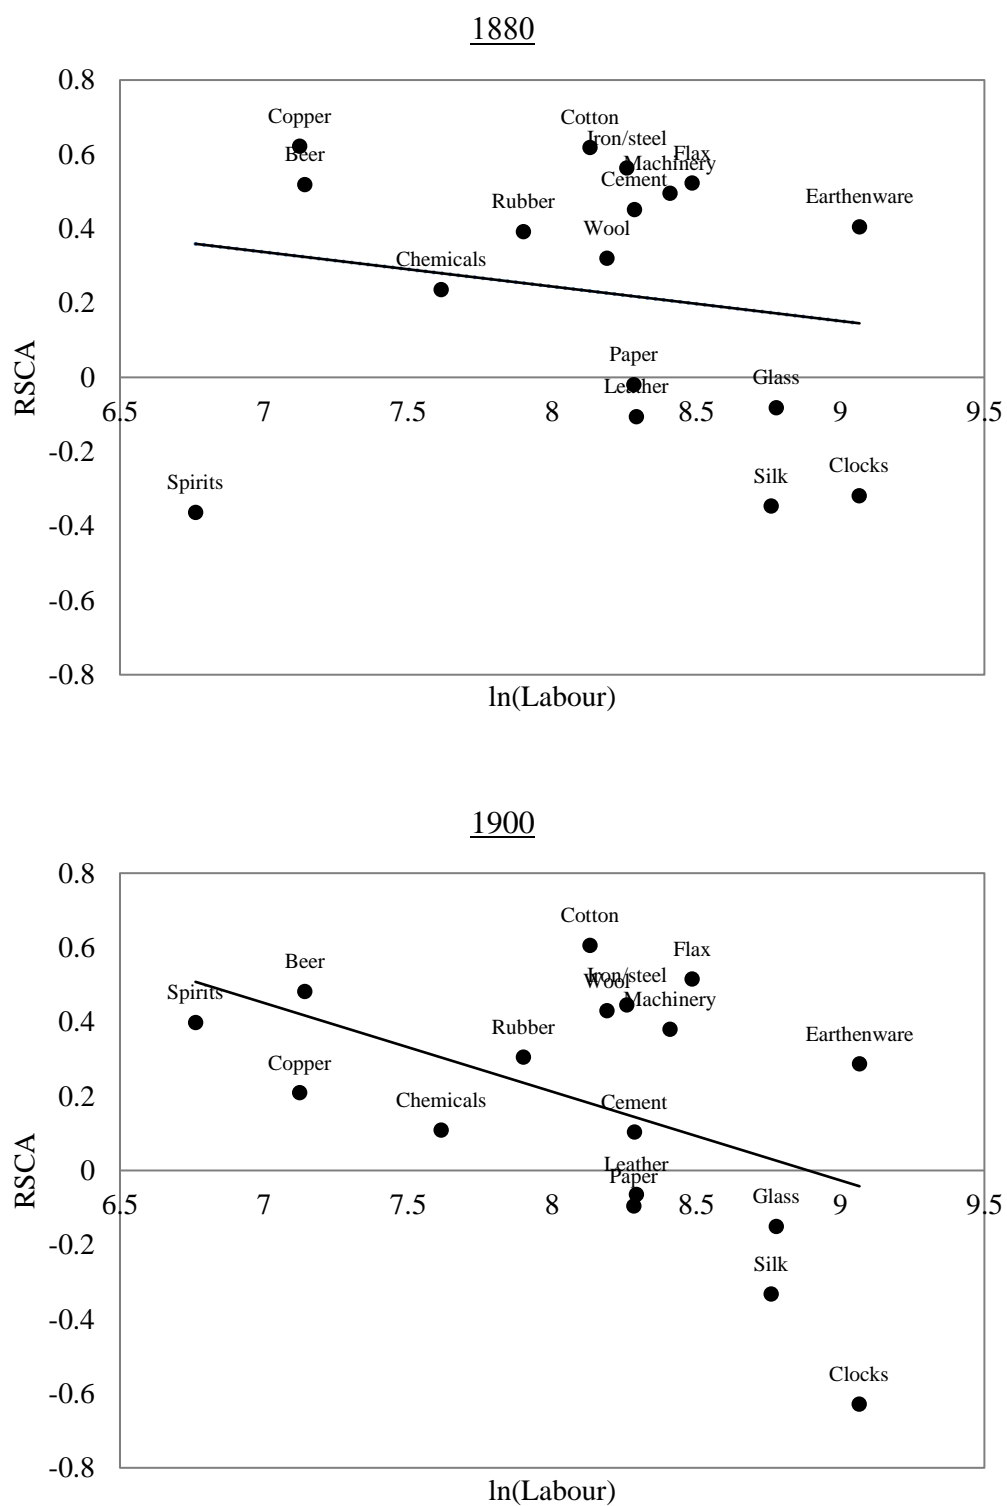 1880
0.8
Copper
Cotton
Iron/steel
0.6
Beer
Flax
Machinery
Cement
Earthenware
Rubber
0.4
Wool
Chemicals
0.2
Paper
0
Glass
Leather
RSCA
6.5 7 7.5 8 8.5 9 9.5
-0.2
Clocks
Spirits
Silk
-0.4
-0.6
-0.8
ln(Labour)
1900
0.8
Cotton
0.6
Flax
Beer
Iron/steel
Wool
Spirits
Machinery
0.4
Rubber
Earthenware
Copper
0.2
Chemicals
Cement
Leather
0
Paper
RSCA
Glass
6.5 7 7.5 8 8.5 9 9.5
-0.2
Silk
-0.4
Clocks
-0.6
-0.8
ln(Labour)